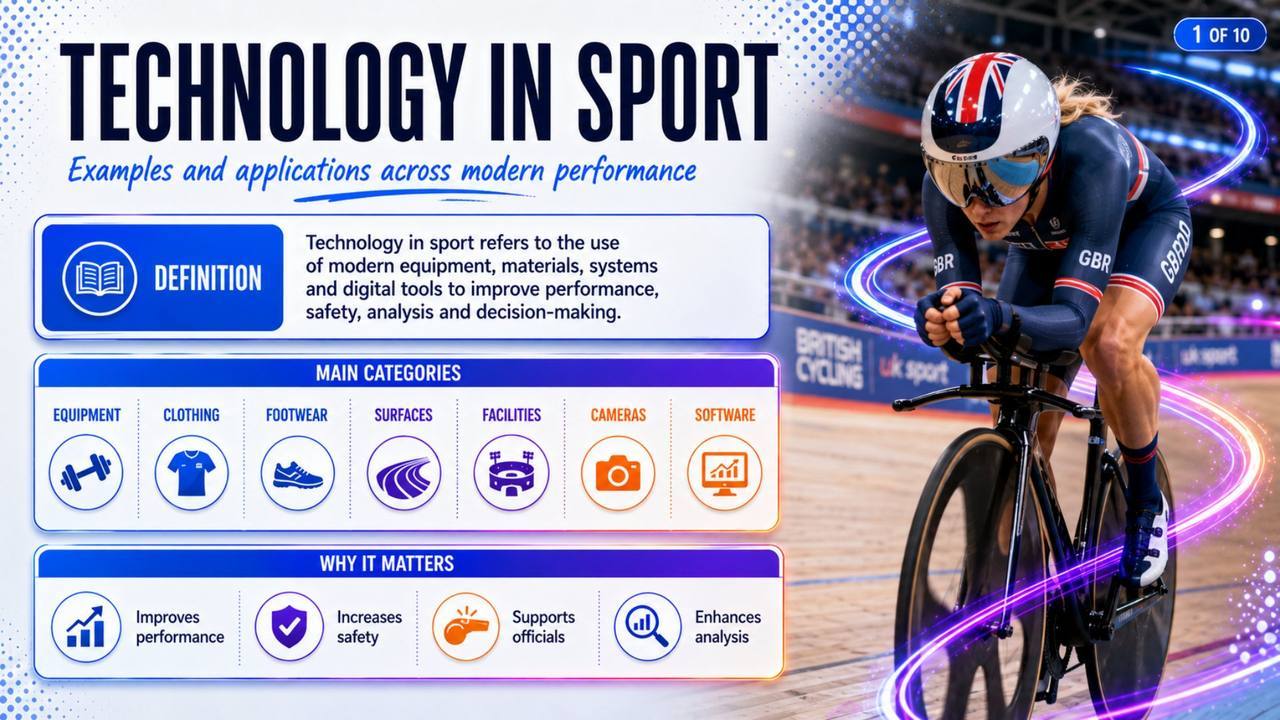 1 OF 10
TECHNOLOGY IN SPORT
Examples and applications across modern performance
DEFINITION
Technology in sport refers to the use
of modern equipment, materials, systems
and digital tools to improve performance,
safety, analysis and decision-making.
MAIN CATEGORIES
EQUIPMENT
CLOTHING
FOOTWEAR
SURFACES
FACILITIES
CAMERAS
SOFTWARE
WHY IT MATTERS
Improves
performance
Increases
safety
Supports
officials
Enhances
analysis
GBR
GBR
BRITISH
CYCLING
uk sport
uk sport